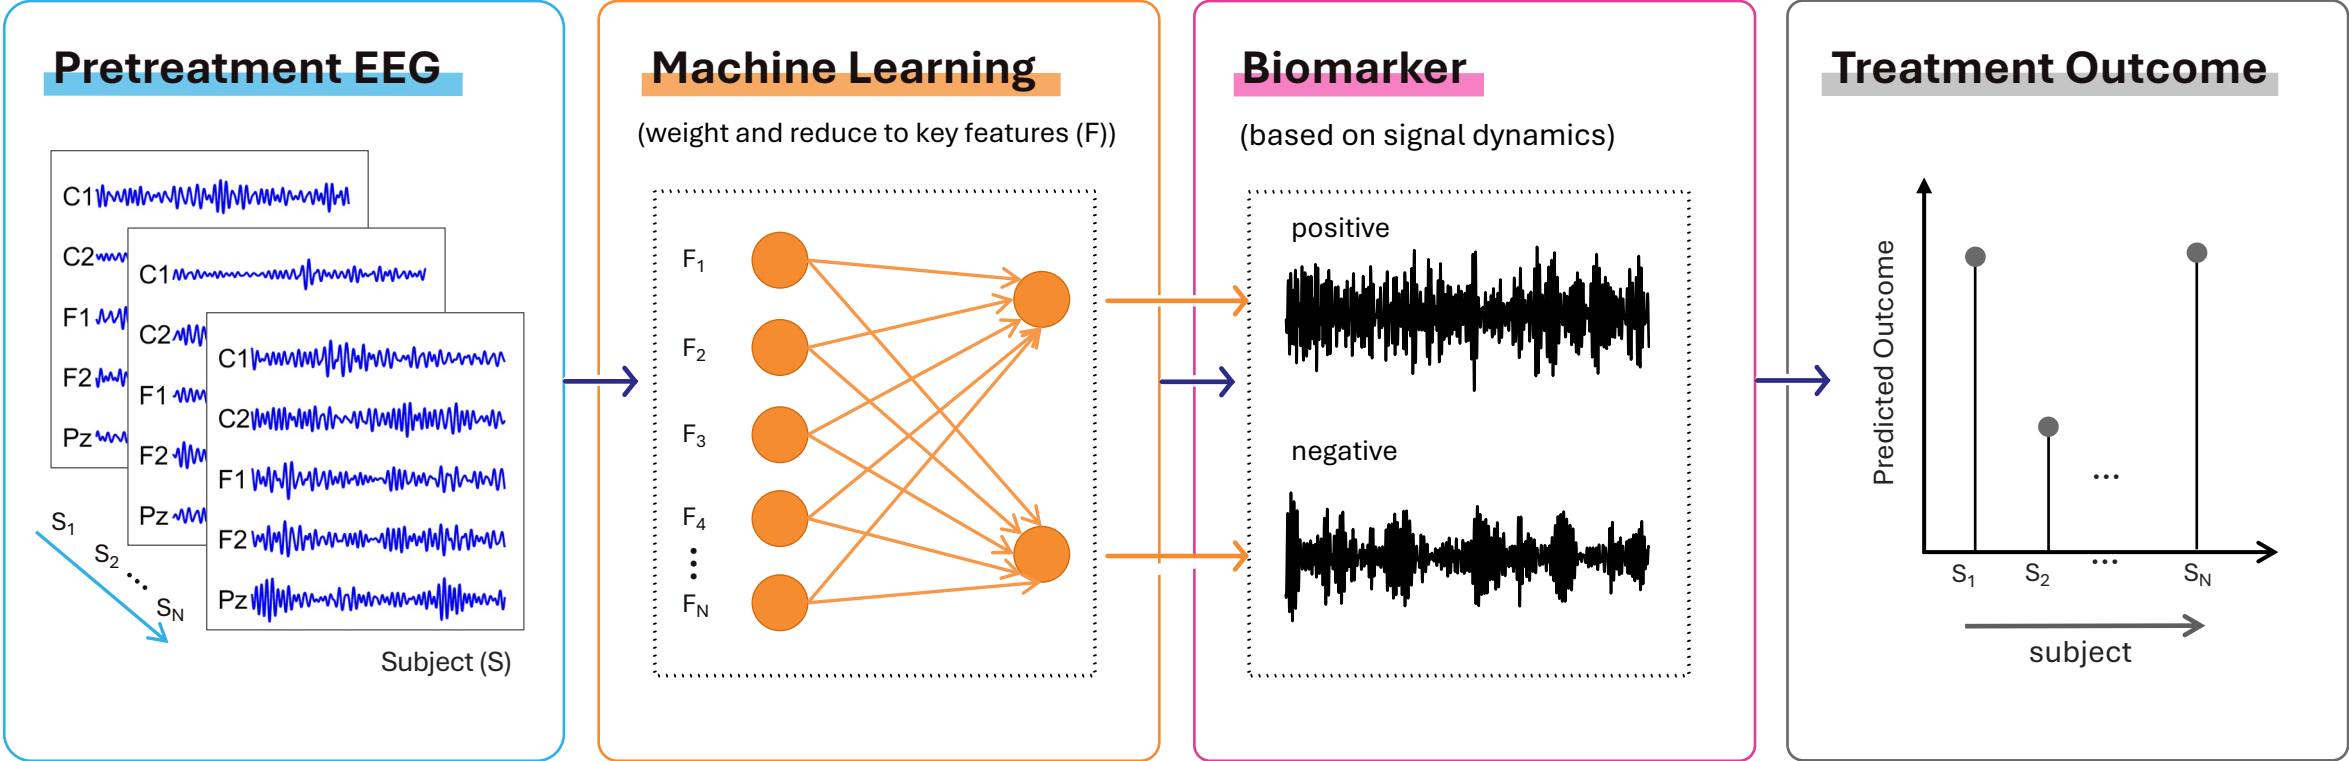 Pretreatment EEG
C1
C2
F1
F2
Pz
C1
C2
F1
F2
Pz
C1
C2
F1
F2
Pz
S1
S2
....
SN
Subject (S)
Machine Learning
(weight and reduce to key features (F))
F1
F2
F3
F4
FN
Biomarker
(based on signal dynamics)
positive
negative
Treatment Outcome
Predicted Outcome
...
S1
S2
...
SN
subject